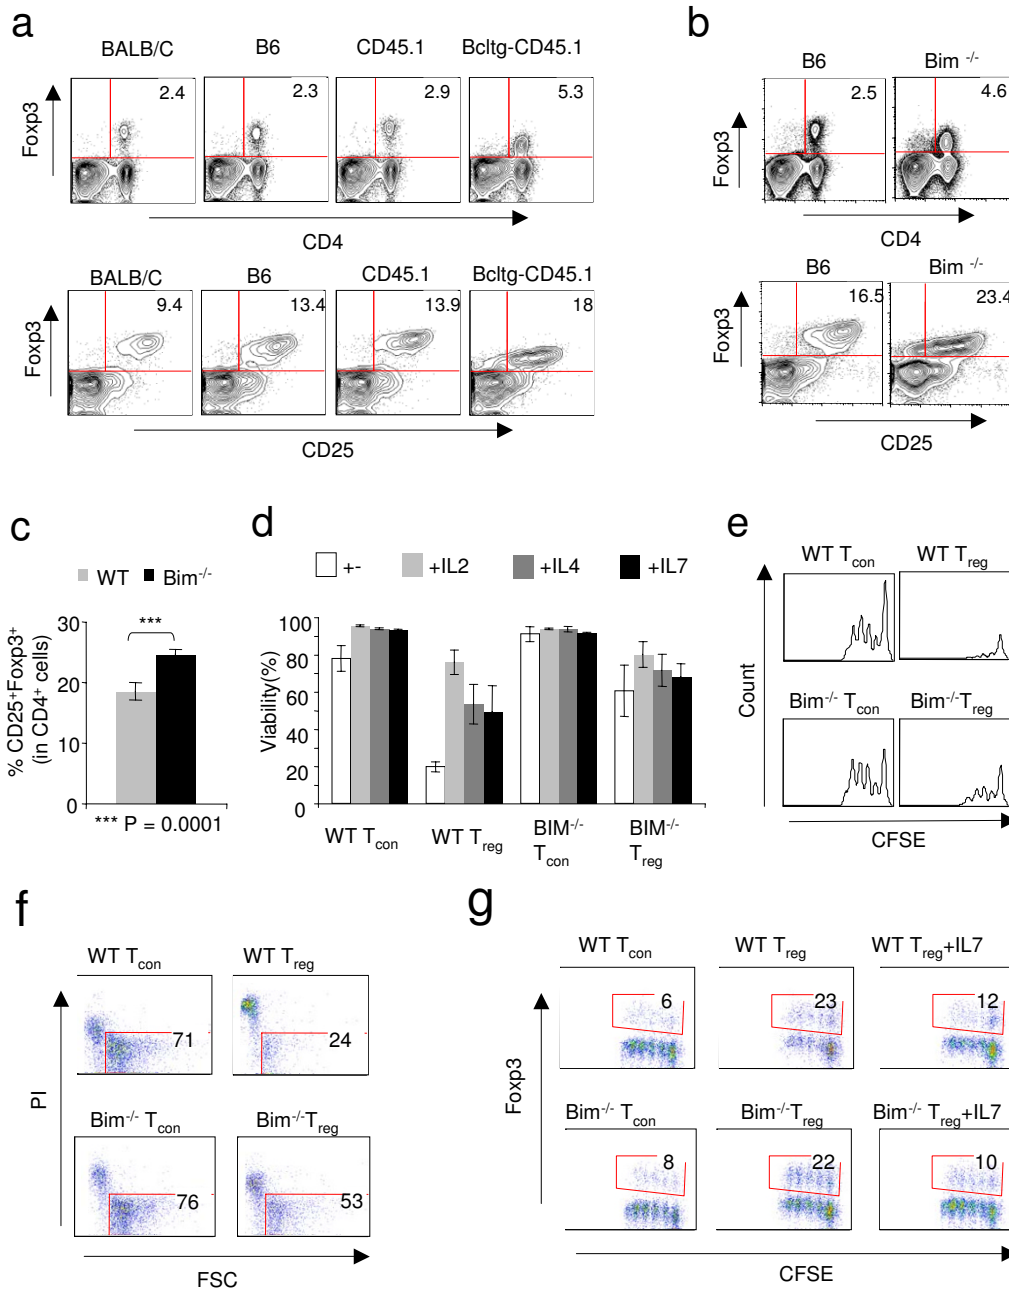 a
BALB/C B6 CD45.1 Bcltg-CD45.1
2.4 2.3 2.9 5.3
Foxp3
CD4
BALB/C B6 CD45.1 Bcltg-CD45.1
9.4 13.4 13.9 18
Foxp3
CD25
b
B6 Bim -/-
2.5 4.6
Foxp3
CD4
B6 Bim -/-
16.5 23.4
Foxp3
CD25
c
WT Bim-/-
***
30
20
10
0
% CD25+Foxp3+
(in CD4+ cells)
*** P = 0.0001
d
+- +IL2 +IL4 +IL7
100
80
60
40
20
0
Viability(%)
WT Tcon WT Treg BIM-/- Tcon BIM-/- Treg
e
WT Tcon WT Treg
Bim-/- Tcon Bim-/-Treg
Count
CFSE
f
WT Tcon WT Treg
71 24
Bim-/- Tcon Bim-/-Treg
76 53
PI
FSC
g
WT Tcon WT Treg WT Treg+IL7
6 23 12
Bim-/- Tcon Bim-/-Treg Bim-/- Treg+IL7
8 22 10
Foxp3
CFSE